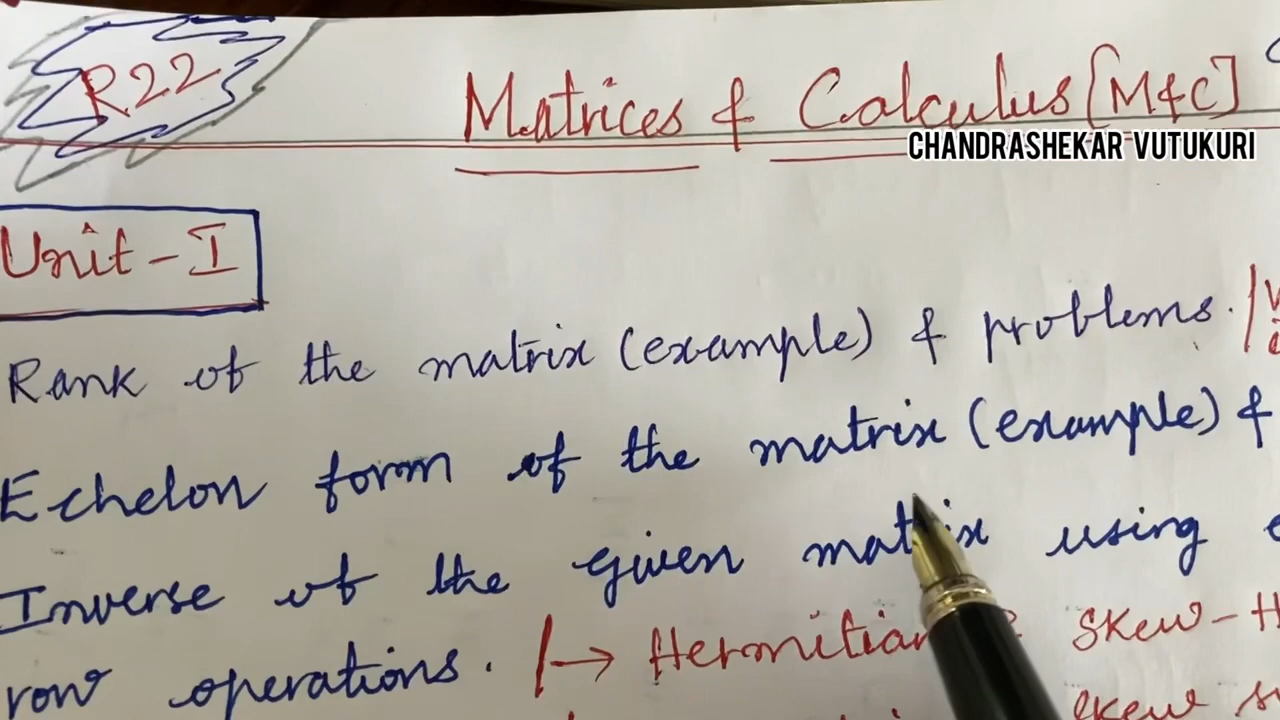 R22
Matrices & Calculus [M&C]
CHANDRASHEKAR VUTUKURI
Unit - I
Rank of the matrix (example) & problems.
Echelon form of the matrix (example) &
Inverse of the given matrix using
row operations. → Hermitian & Skew-H
skew